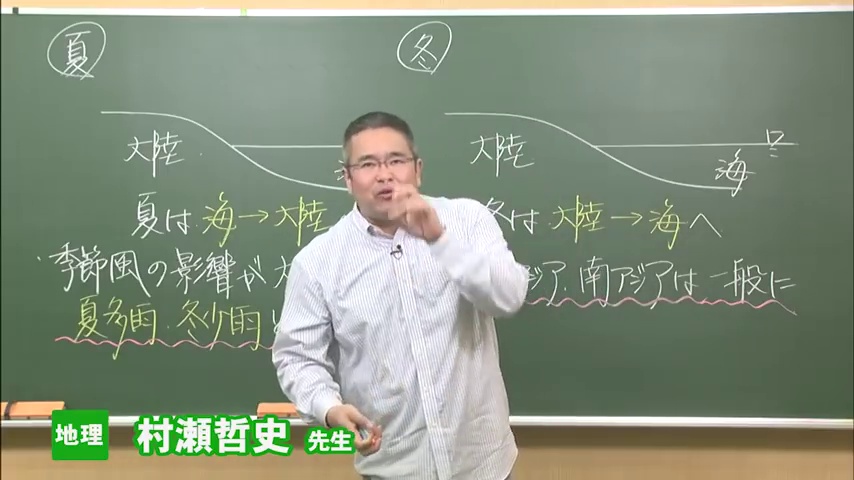 夏
冬
大陸
大陸
海
夏は 海→大陸
冬は 大陸→海へ
・季節風の影響が大
アジア、南アジアは一般に
夏多雨・冬少雨
地理 村瀬哲史 先生